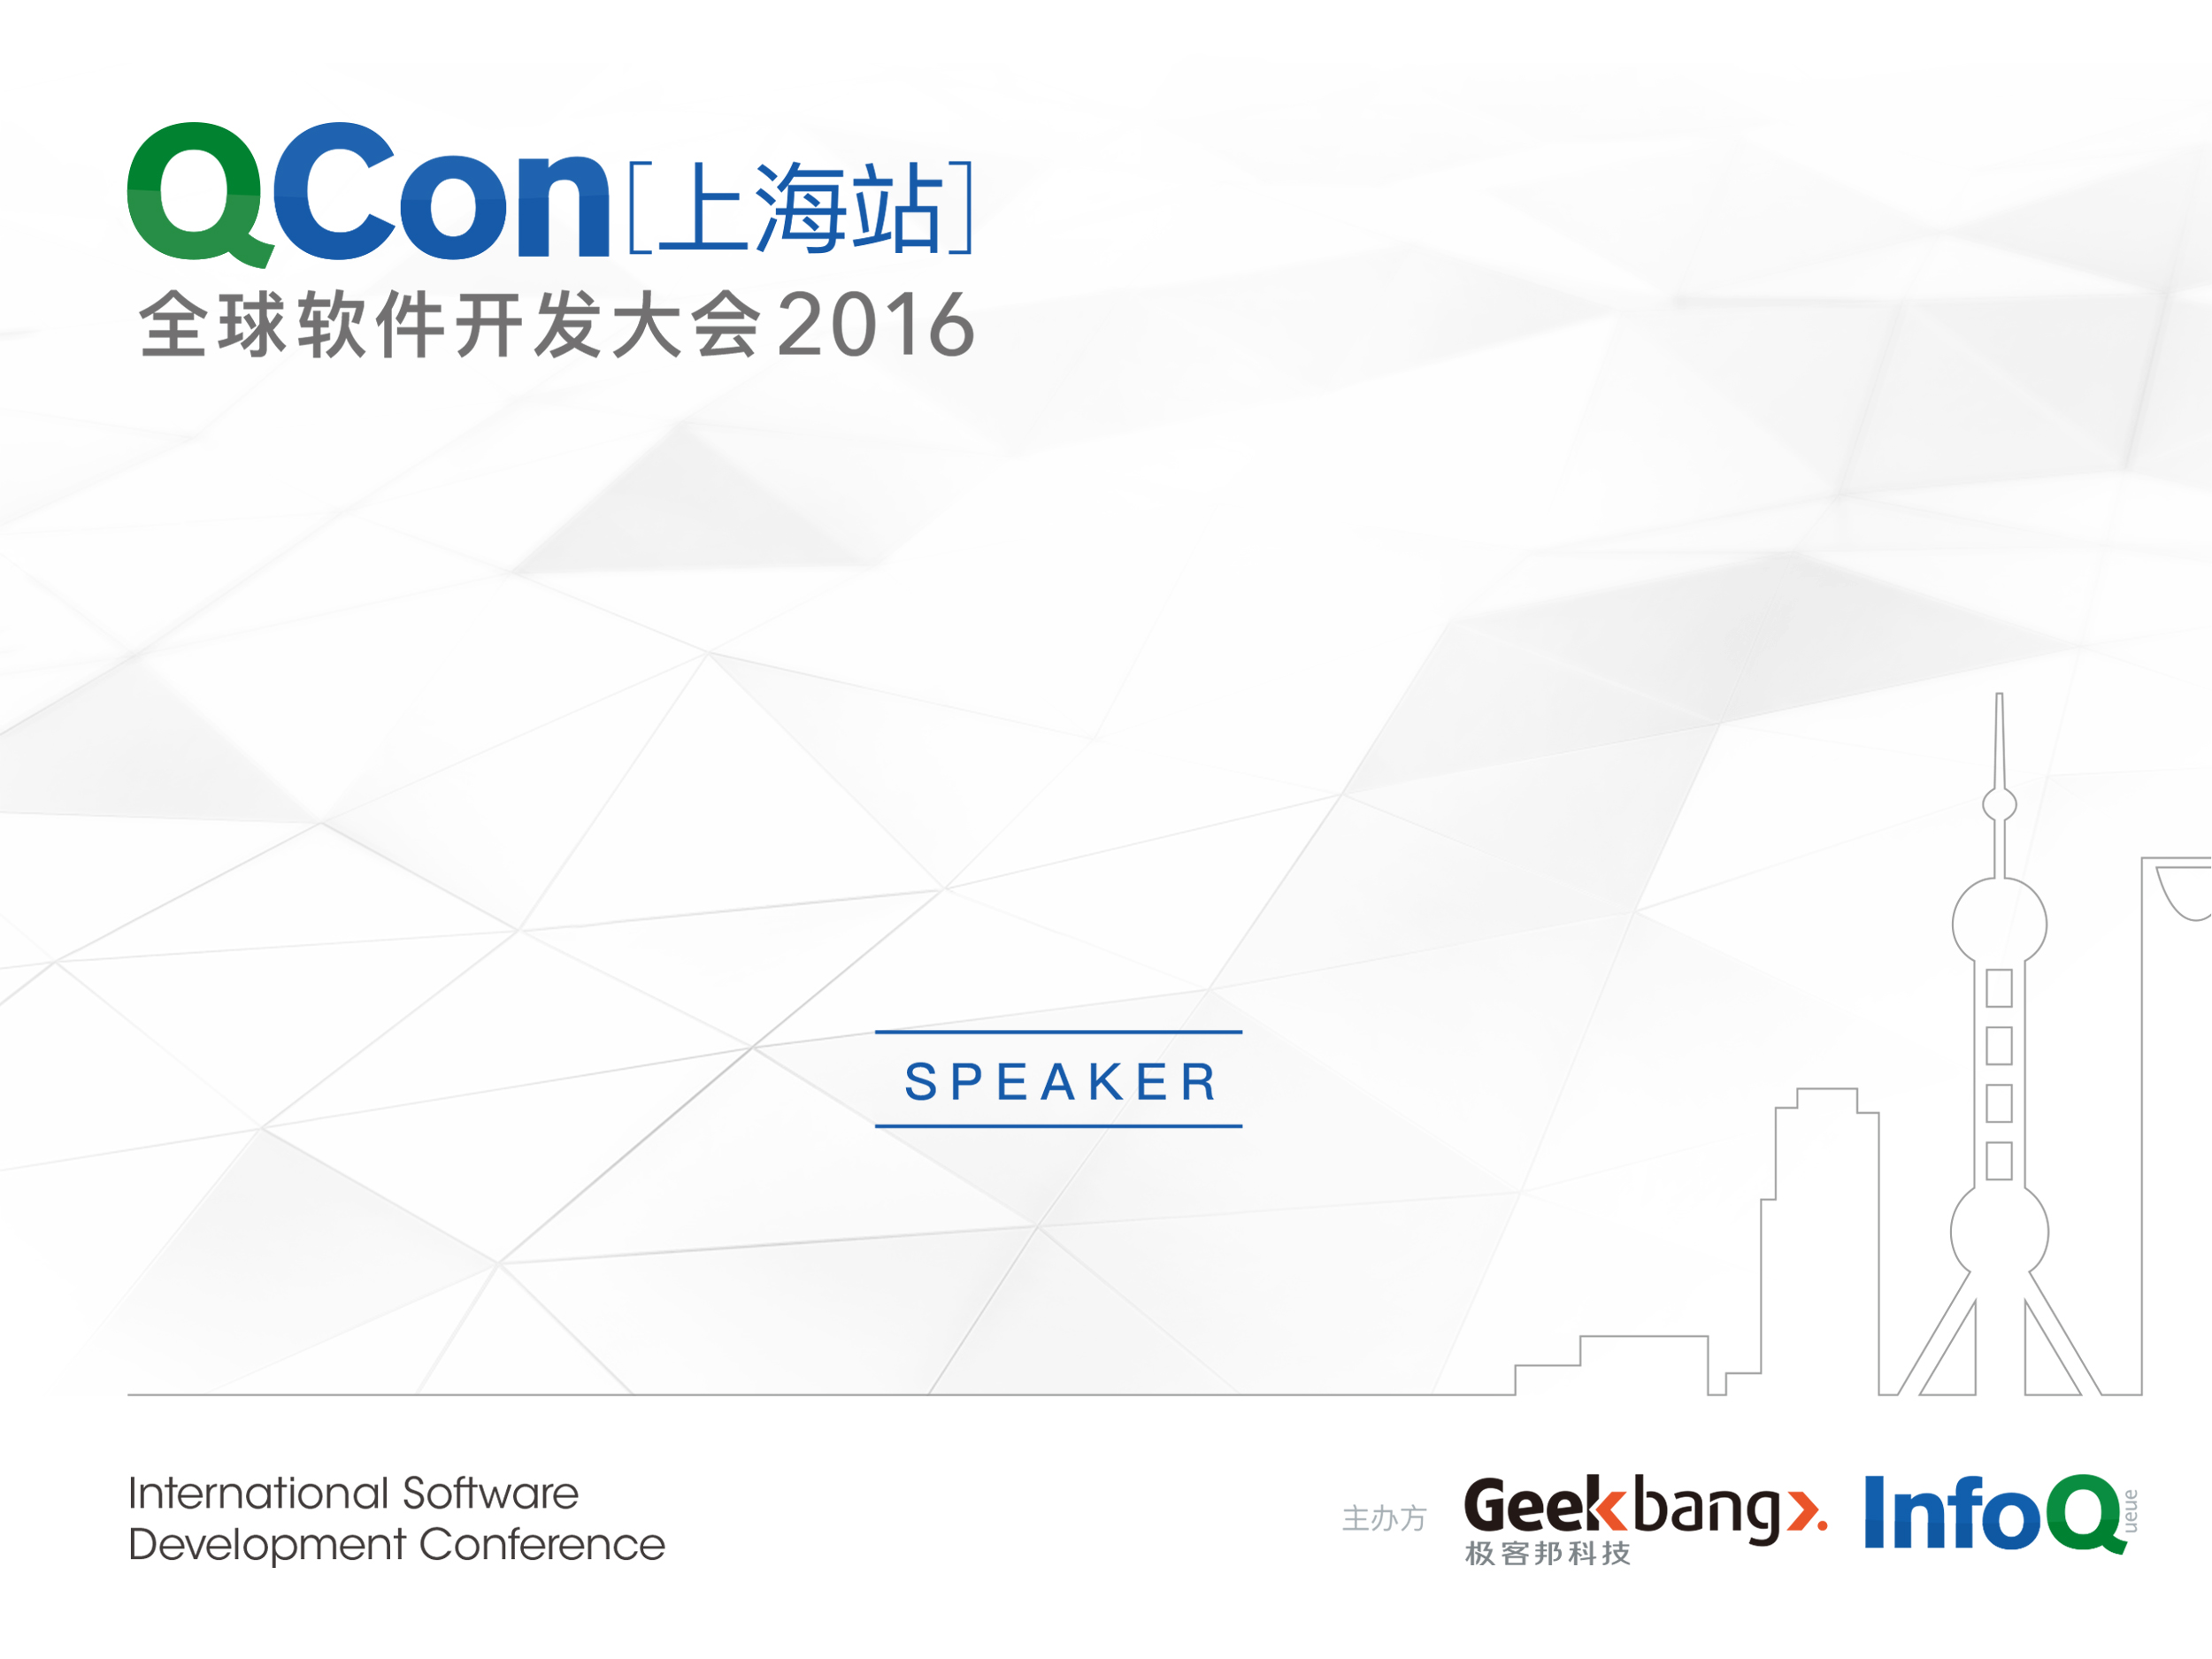 QCon[上海站]
全球软件开发大会2016
SPEAKER
International Software
Development Conference
主办方
Geekbang
极客邦科技
InfoQ
ueue